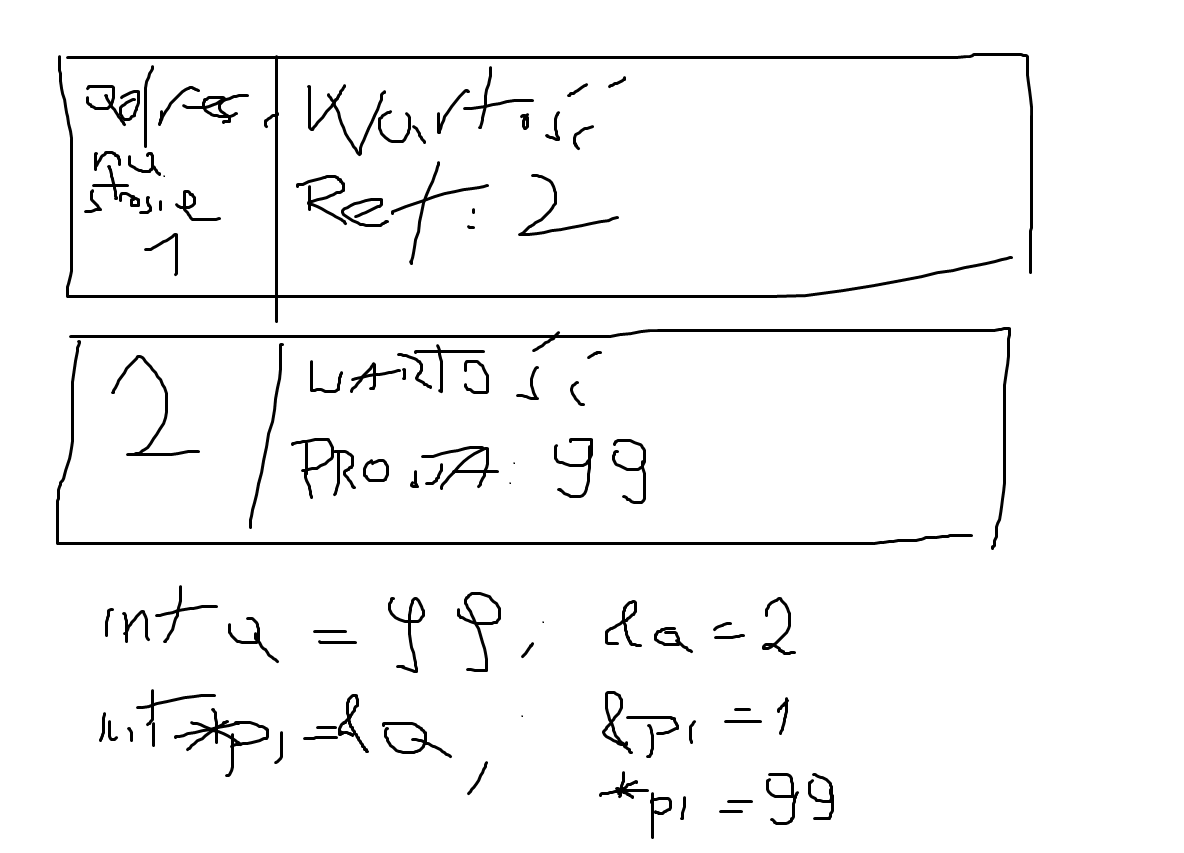 adres
na
stosie
1
Wartość
Ref: 2
2
WARTOŚĆ
PROSTA: 99
int a = 99; &a = 2
int *p1 = &a; &p1 = 1
*p1 = 99